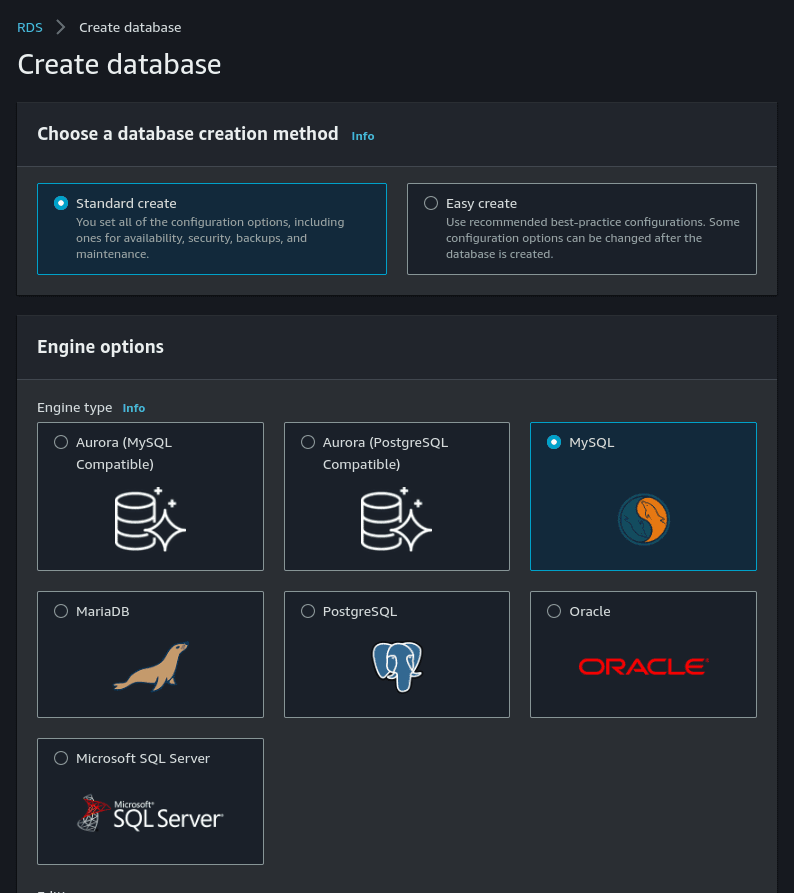 RDS > Create database
Create database
Choose a database creation method Info
Standard create
You set all of the configuration options, including
ones for availability, security, backups, and
maintenance.
Easy create
Use recommended best-practice configurations. Some
configuration options can be changed after the
database is created.
Engine options
Engine type Info
Aurora (MySQL
Compatible)
Aurora (PostgreSQL
Compatible)
MySQL
MariaDB
PostgreSQL
Oracle
ORACLE
Microsoft SQL Server
Microsoft®
SQL Server